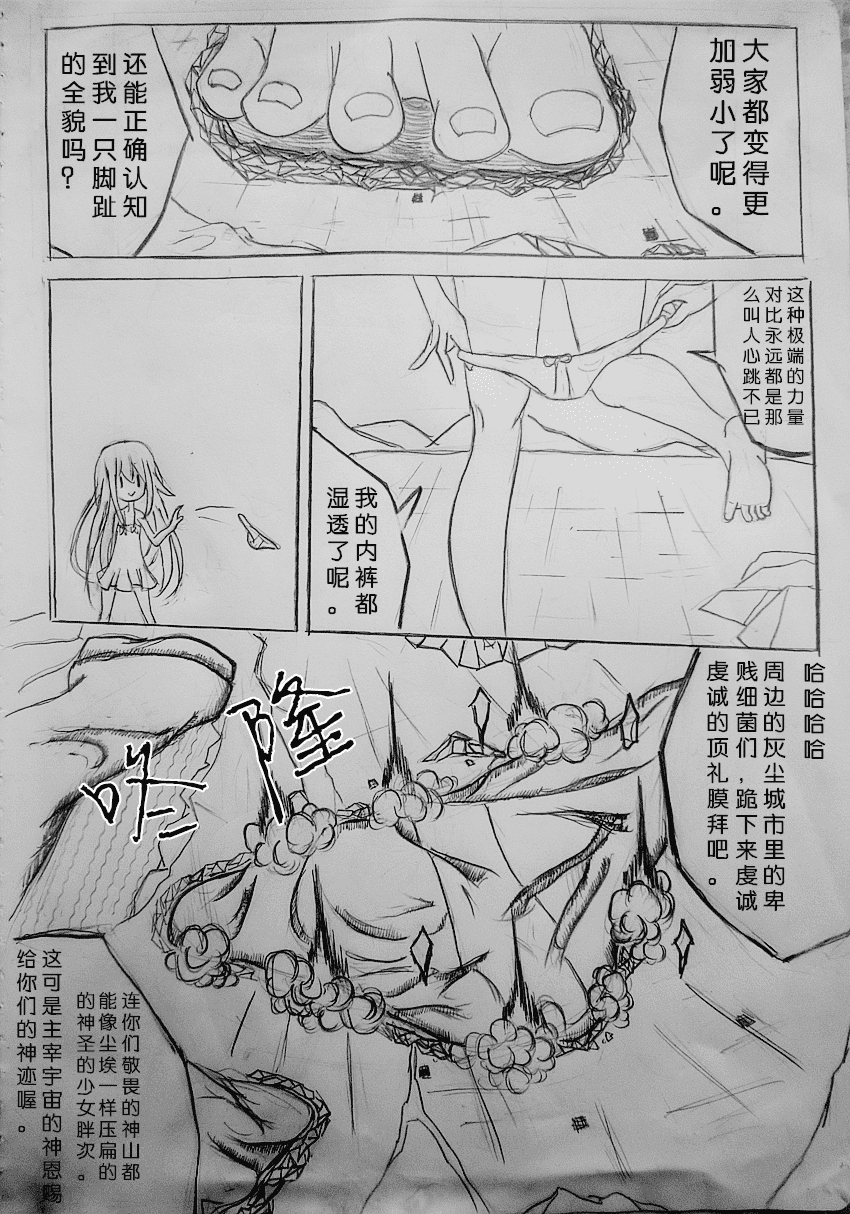 大家都变得更
加弱小了呢。
还能正确认知
到我一只脚趾
的全貌吗？
这种极端的力量
对比永远都是那
么叫人心跳不已
我的内裤都
湿透了呢。
哈哈哈哈
周边的灰尘城市里的卑
贱细菌们，跪下来虔诚
虔诚的顶礼膜拜吧。
咚隆
连你们敬畏的神山都
能像尘埃一样压扁的
的神圣的少女胖次。
这可是主宰宇宙的神恩赐
给你们的神迹喔。